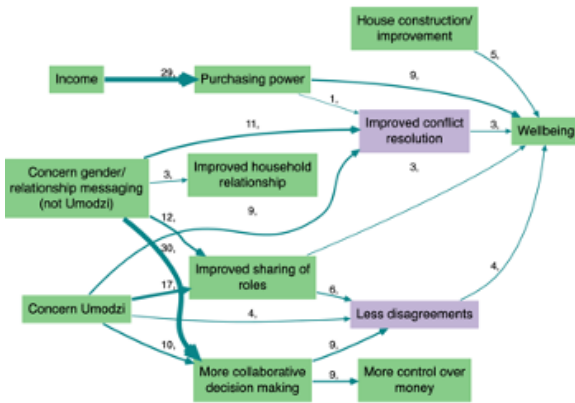 House construction/
improvement
5,
Income
29,
Purchasing power
9,
1,
11,
Improved conflict
resolution
3,
Wellbeing
Concern gender/
relationship messaging
(not Umodzi)
3,
Improved household
relationship
3,
12,
9,
30,
Improved sharing of
roles
4,
17,
6,
Concern Umodzi
4,
Less disagreements
10,
9,
More collaborative
decision making
9,
More control over
money